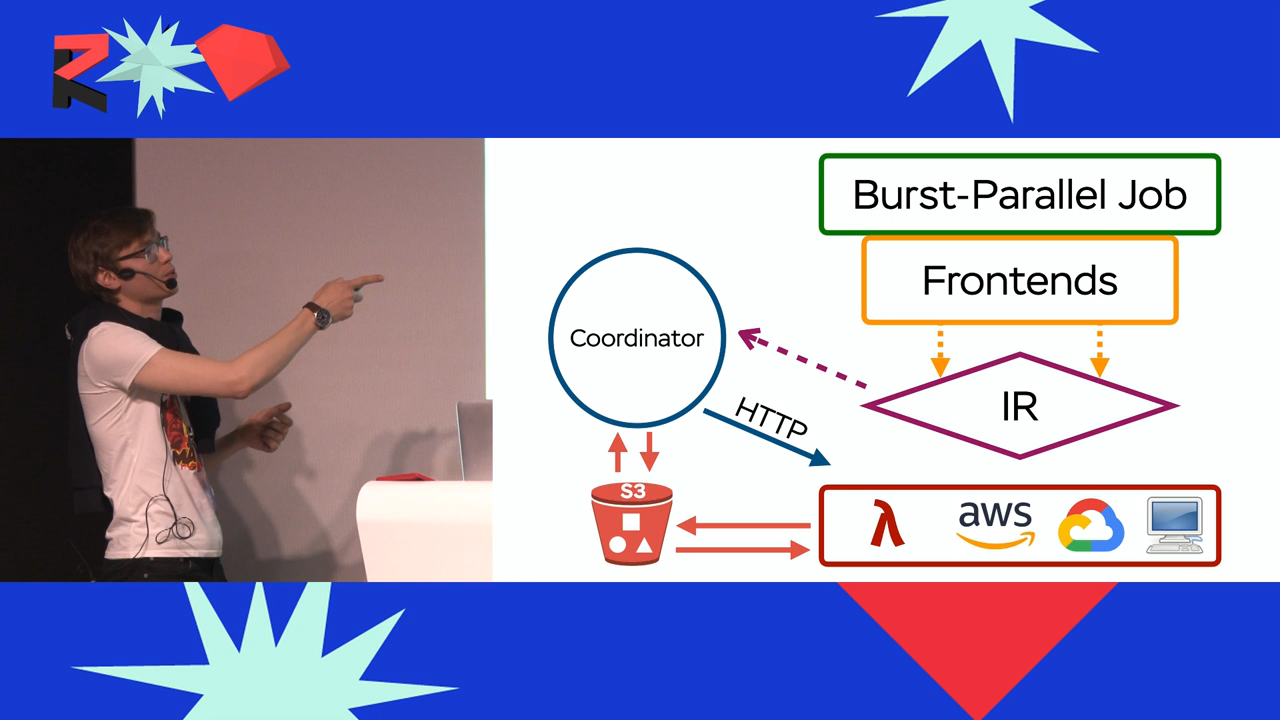 Burst-Parallel Job
Frontends
Coordinator
IR
HTTP
S3
λ
aws